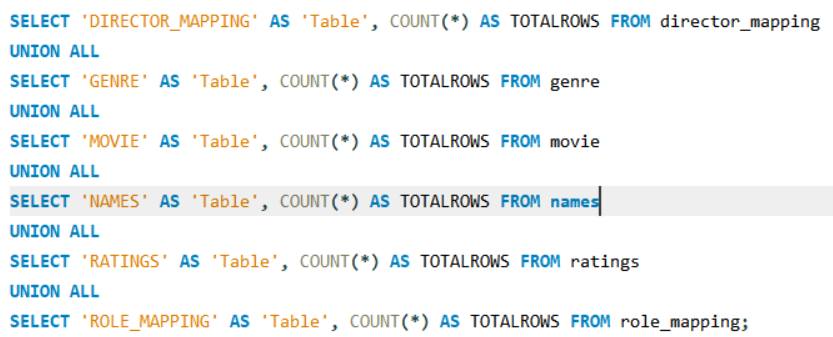 SELECT 'DIRECTOR_MAPPING' AS 'Table', COUNT(*) AS TOTALROWS FROM director_mapping
UNION ALL
SELECT 'GENRE' AS 'Table', COUNT(*) AS TOTALROWS FROM genre
UNION ALL
SELECT 'MOVIE' AS 'Table', COUNT(*) AS TOTALROWS FROM movie
UNION ALL
SELECT 'NAMES' AS 'Table', COUNT(*) AS TOTALROWS FROM names
UNION ALL
SELECT 'RATINGS' AS 'Table', COUNT(*) AS TOTALROWS FROM ratings
UNION ALL
SELECT 'ROLE_MAPPING' AS 'Table', COUNT(*) AS TOTALROWS FROM role_mapping;